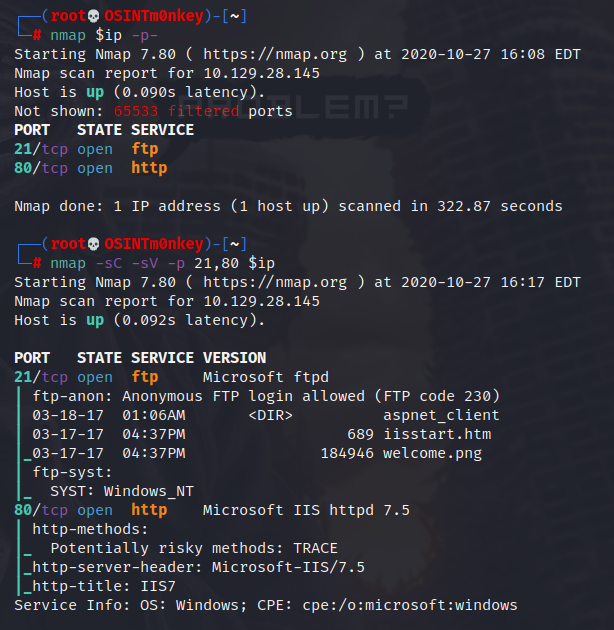 ┌──(root💀OSINTm0nkey)-[~]
└─# nmap $ip -p-
Starting Nmap 7.80 ( https://nmap.org ) at 2020-10-27 16:08 EDT
Nmap scan report for 10.129.28.145
Host is up (0.090s latency).
Not shown: 65533 filtered ports
PORT   STATE SERVICE
21/tcp open  ftp
80/tcp open  http

Nmap done: 1 IP address (1 host up) scanned in 322.87 seconds

┌──(root💀OSINTm0nkey)-[~]
└─# nmap -sC -sV -p 21,80 $ip
Starting Nmap 7.80 ( https://nmap.org ) at 2020-10-27 16:17 EDT
Nmap scan report for 10.129.28.145
Host is up (0.092s latency).

PORT   STATE SERVICE VERSION
21/tcp open  ftp     Microsoft ftpd
| ftp-anon: Anonymous FTP login allowed (FTP code 230)
| 03-18-17  01:06AM       <DIR>          aspnet_client
| 03-17-17  04:37PM                  689 iisstart.htm
|_03-17-17  04:37PM               184946 welcome.png
| ftp-syst:
|_  SYST: Windows_NT
80/tcp open  http    Microsoft IIS httpd 7.5
| http-methods:
|_  Potentially risky methods: TRACE
|_http-server-header: Microsoft-IIS/7.5
|_http-title: IIS7
Service Info: OS: Windows; CPE: cpe:/o:microsoft:windows
PROBLEM?